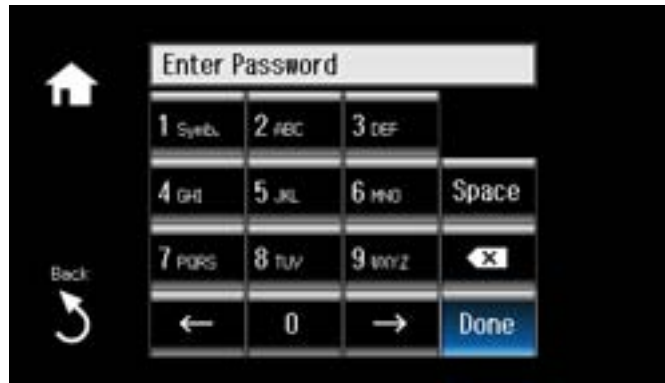 Enter Password
1 Symb. 2 ABC 3 DEF
4 GHI 5 JKL 6 MNO Space
7 PQRS 8 TUV 9 WXYZ
Back
← 0 → Done